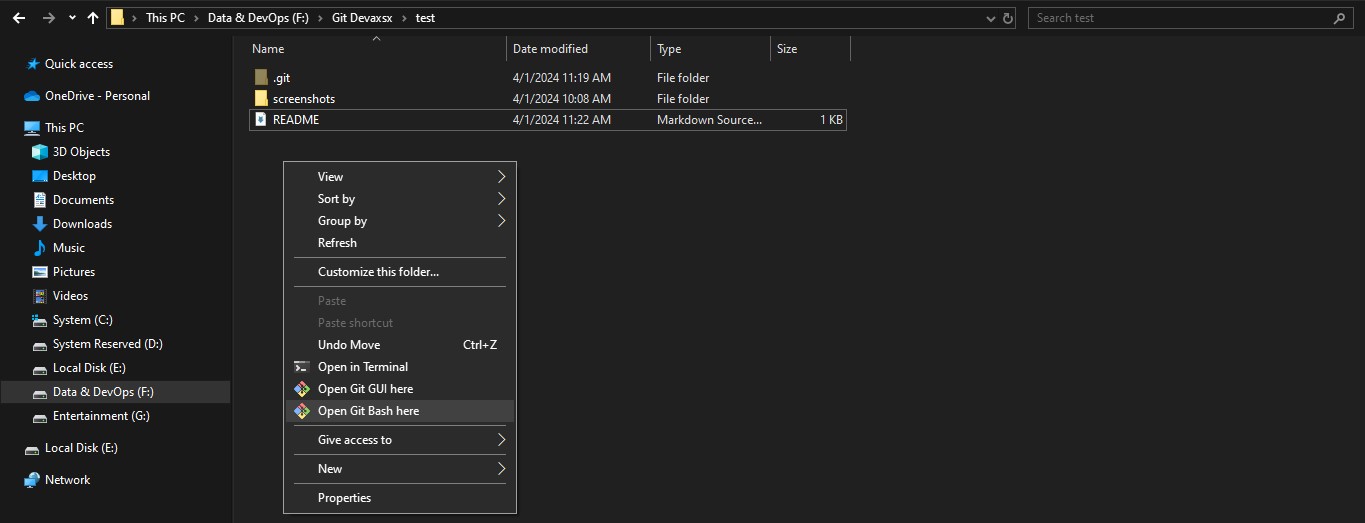 This PC > Data & DevOps (F:) > Git Devaxsx > test
Search test
Quick access
OneDrive - Personal
This PC
3D Objects
Desktop
Documents
Downloads
Music
Pictures
Videos
System (C:)
System Reserved (D:)
Local Disk (E:)
Data & DevOps (F:)
Entertainment (G:)
Local Disk (E:)
Network
Name Date modified Type Size
.git 4/1/2024 11:19 AM File folder
screenshots 4/1/2024 10:08 AM File folder
README 4/1/2024 11:22 AM Markdown Source... 1 KB
View
Sort by
Group by
Refresh
Customize this folder...
Paste
Paste shortcut
Undo Move Ctrl+Z
Open in Terminal
Open Git GUI here
Open Git Bash here
Give access to
New
Properties